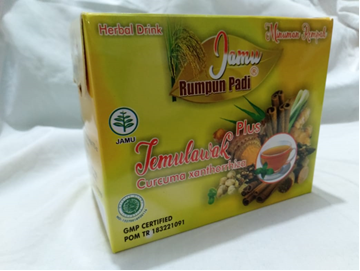 Herbal Drink
Minuman Rempah
Jamu
Rumpun Padi
JAMU
Temulawak Plus
Curcuma xanthorrhiza
GMP CERTIFIED
POM TR 183221091